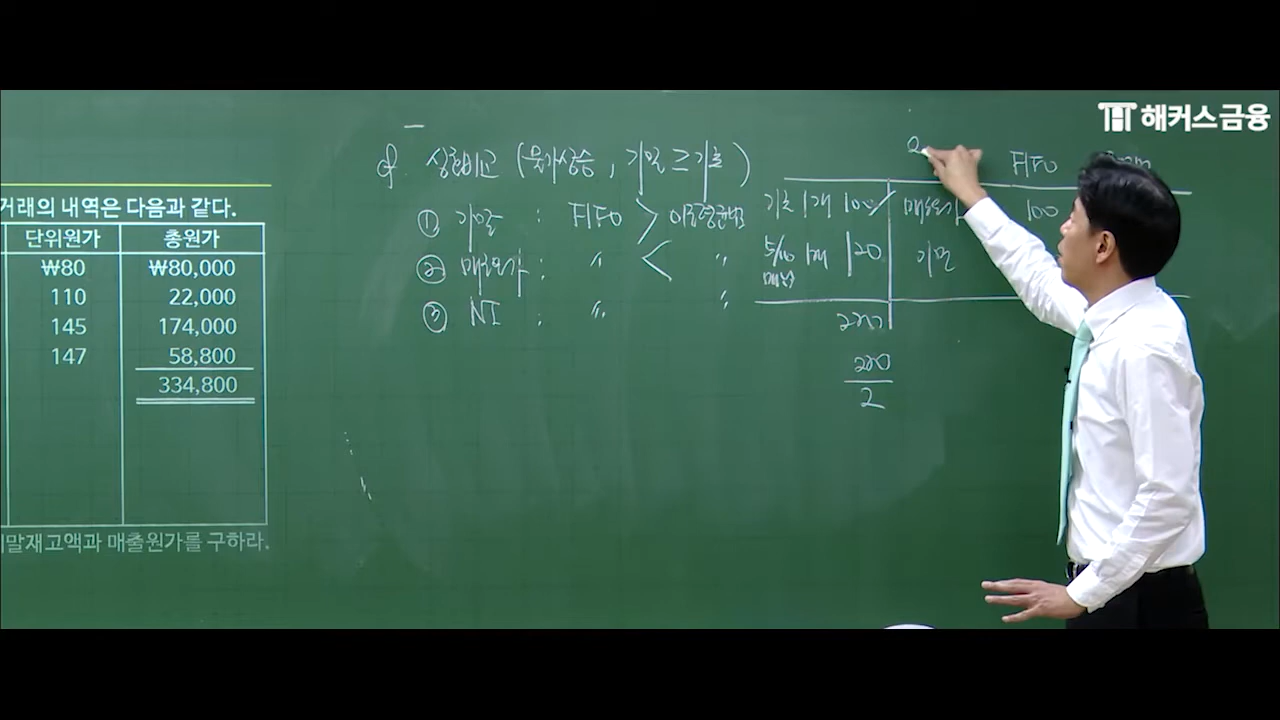 해커스금융
거래의 내역은 다음과 같다.
단위원가 총원가
₩80 ₩80,000
110 22,000
145 174,000
147 58,800
334,800
기말재고액과 매출원가를 구하라.
cf. 상호비교 (물가상승, 기말 ≥ 기초)
① 기말 : FIFO > 이동평균법
② 매출원가 : 〃 < 〃
③ NI : 〃 〃
FIFO
기초 1개 100 매출원가 100
5/10 1개 120 기말
매입
220
220
2